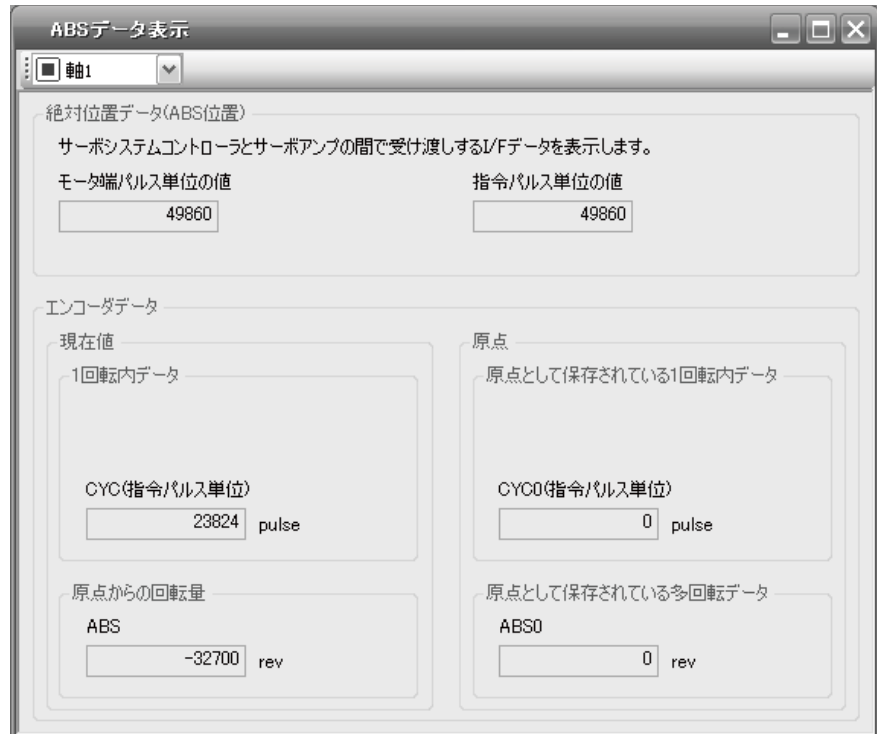 ABSデータ表示
軸1
絶対位置データ(ABS位置)
サーボシステムコントローラとサーボアンプの間で受け渡しするI/Fデータを表示します。
モータ端パルス単位の値
指令パルス単位の値
49860
49860
エンコーダデータ
現在値
原点
1回転内データ
原点として保存されている1回転内データ
CYC(指令パルス単位)
CYC0(指令パルス単位)
23824 pulse
0 pulse
原点からの回転量
原点として保存されている多回転データ
ABS
ABS0
-32700 rev
0 rev